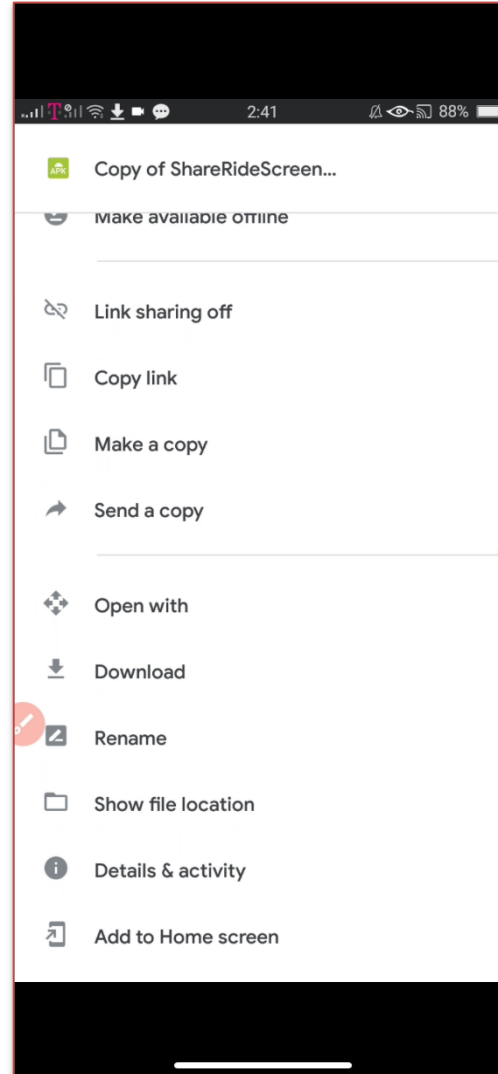 T 2:41 88%
APK Copy of ShareRideScreen...
Make available offline
Link sharing off
Copy link
Make a copy
Send a copy
Open with
Download
Rename
Show file location
Details & activity
Add to Home screen